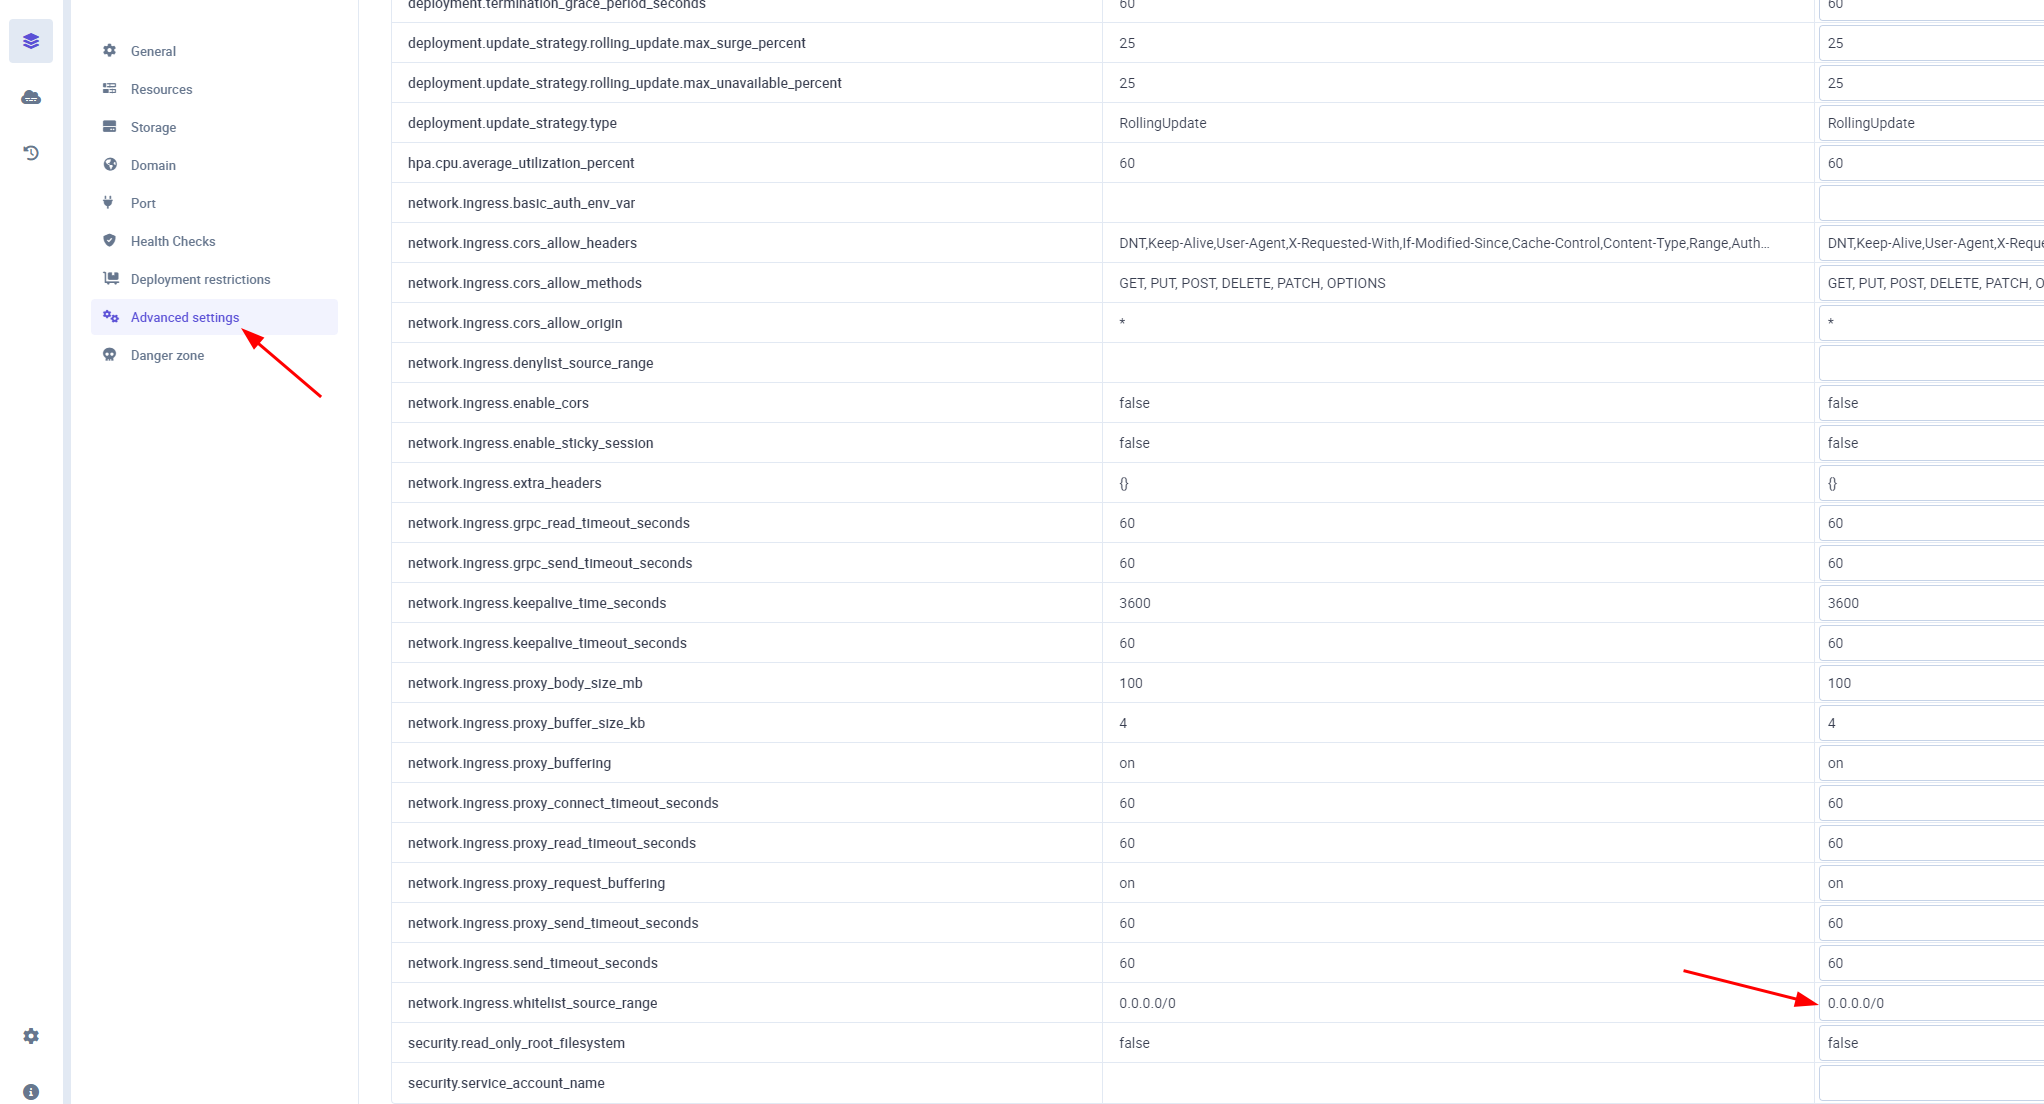 General
Resources
Storage
Domain
Port
Health Checks
Deployment restrictions
Advanced settings
Danger zone
deployment.termination_grace_period_seconds 60 60
deployment.update_strategy.rolling_update.max_surge_percent 25 25
deployment.update_strategy.rolling_update.max_unavailable_percent 25 25
deployment.update_strategy.type RollingUpdate RollingUpdate
hpa.cpu.average_utilization_percent 60 60
network.ingress.basic_auth_env_var
network.ingress.cors_allow_headers DNT,Keep-Alive,User-Agent,X-Requested-With,If-Modified-Since,Cache-Control,Content-Type,Range,Auth... DNT,Keep-Alive,User-Agent,X-Reque
network.ingress.cors_allow_methods GET, PUT, POST, DELETE, PATCH, OPTIONS GET, PUT, POST, DELETE, PATCH, O
network.ingress.cors_allow_origin * *
network.ingress.denylist_source_range
network.ingress.enable_cors false false
network.ingress.enable_sticky_session false false
network.ingress.extra_headers {} {}
network.ingress.grpc_read_timeout_seconds 60 60
network.ingress.grpc_send_timeout_seconds 60 60
network.ingress.keepalive_time_seconds 3600 3600
network.ingress.keepalive_timeout_seconds 60 60
network.ingress.proxy_body_size_mb 100 100
network.ingress.proxy_buffer_size_kb 4 4
network.ingress.proxy_buffering on on
network.ingress.proxy_connect_timeout_seconds 60 60
network.ingress.proxy_read_timeout_seconds 60 60
network.ingress.proxy_request_buffering on on
network.ingress.proxy_send_timeout_seconds 60 60
network.ingress.send_timeout_seconds 60 60
network.ingress.whitelist_source_range 0.0.0.0/0 0.0.0.0/0
security.read_only_root_filesystem false false
security.service_account_name